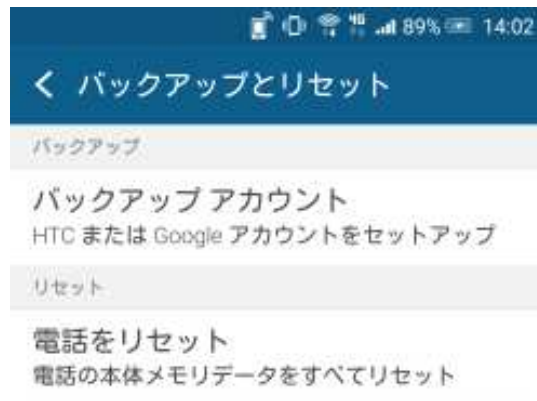 4G 89% 14:02
バックアップとリセット
バックアップ
バックアップ アカウント
HTC または Google アカウントをセットアップ
リセット
電話をリセット
電話の本体メモリデータをすべてリセット